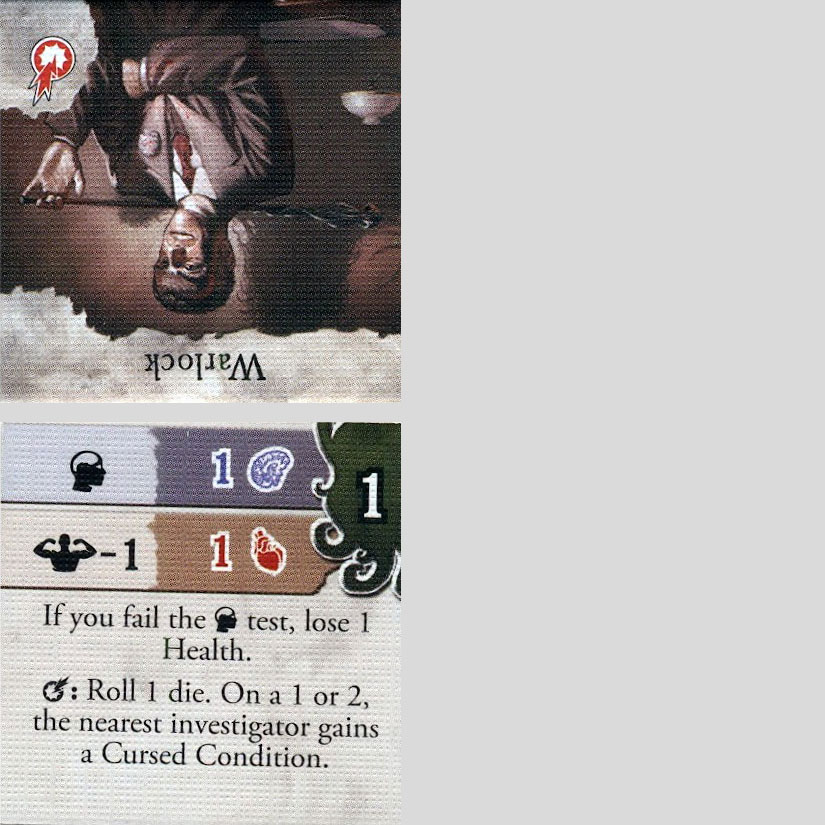 Warlock
1
1
-1
1
If you fail the test, lose 1
Health.
: Roll 1 die. On a 1 or 2,
the nearest investigator gains
a Cursed Condition.